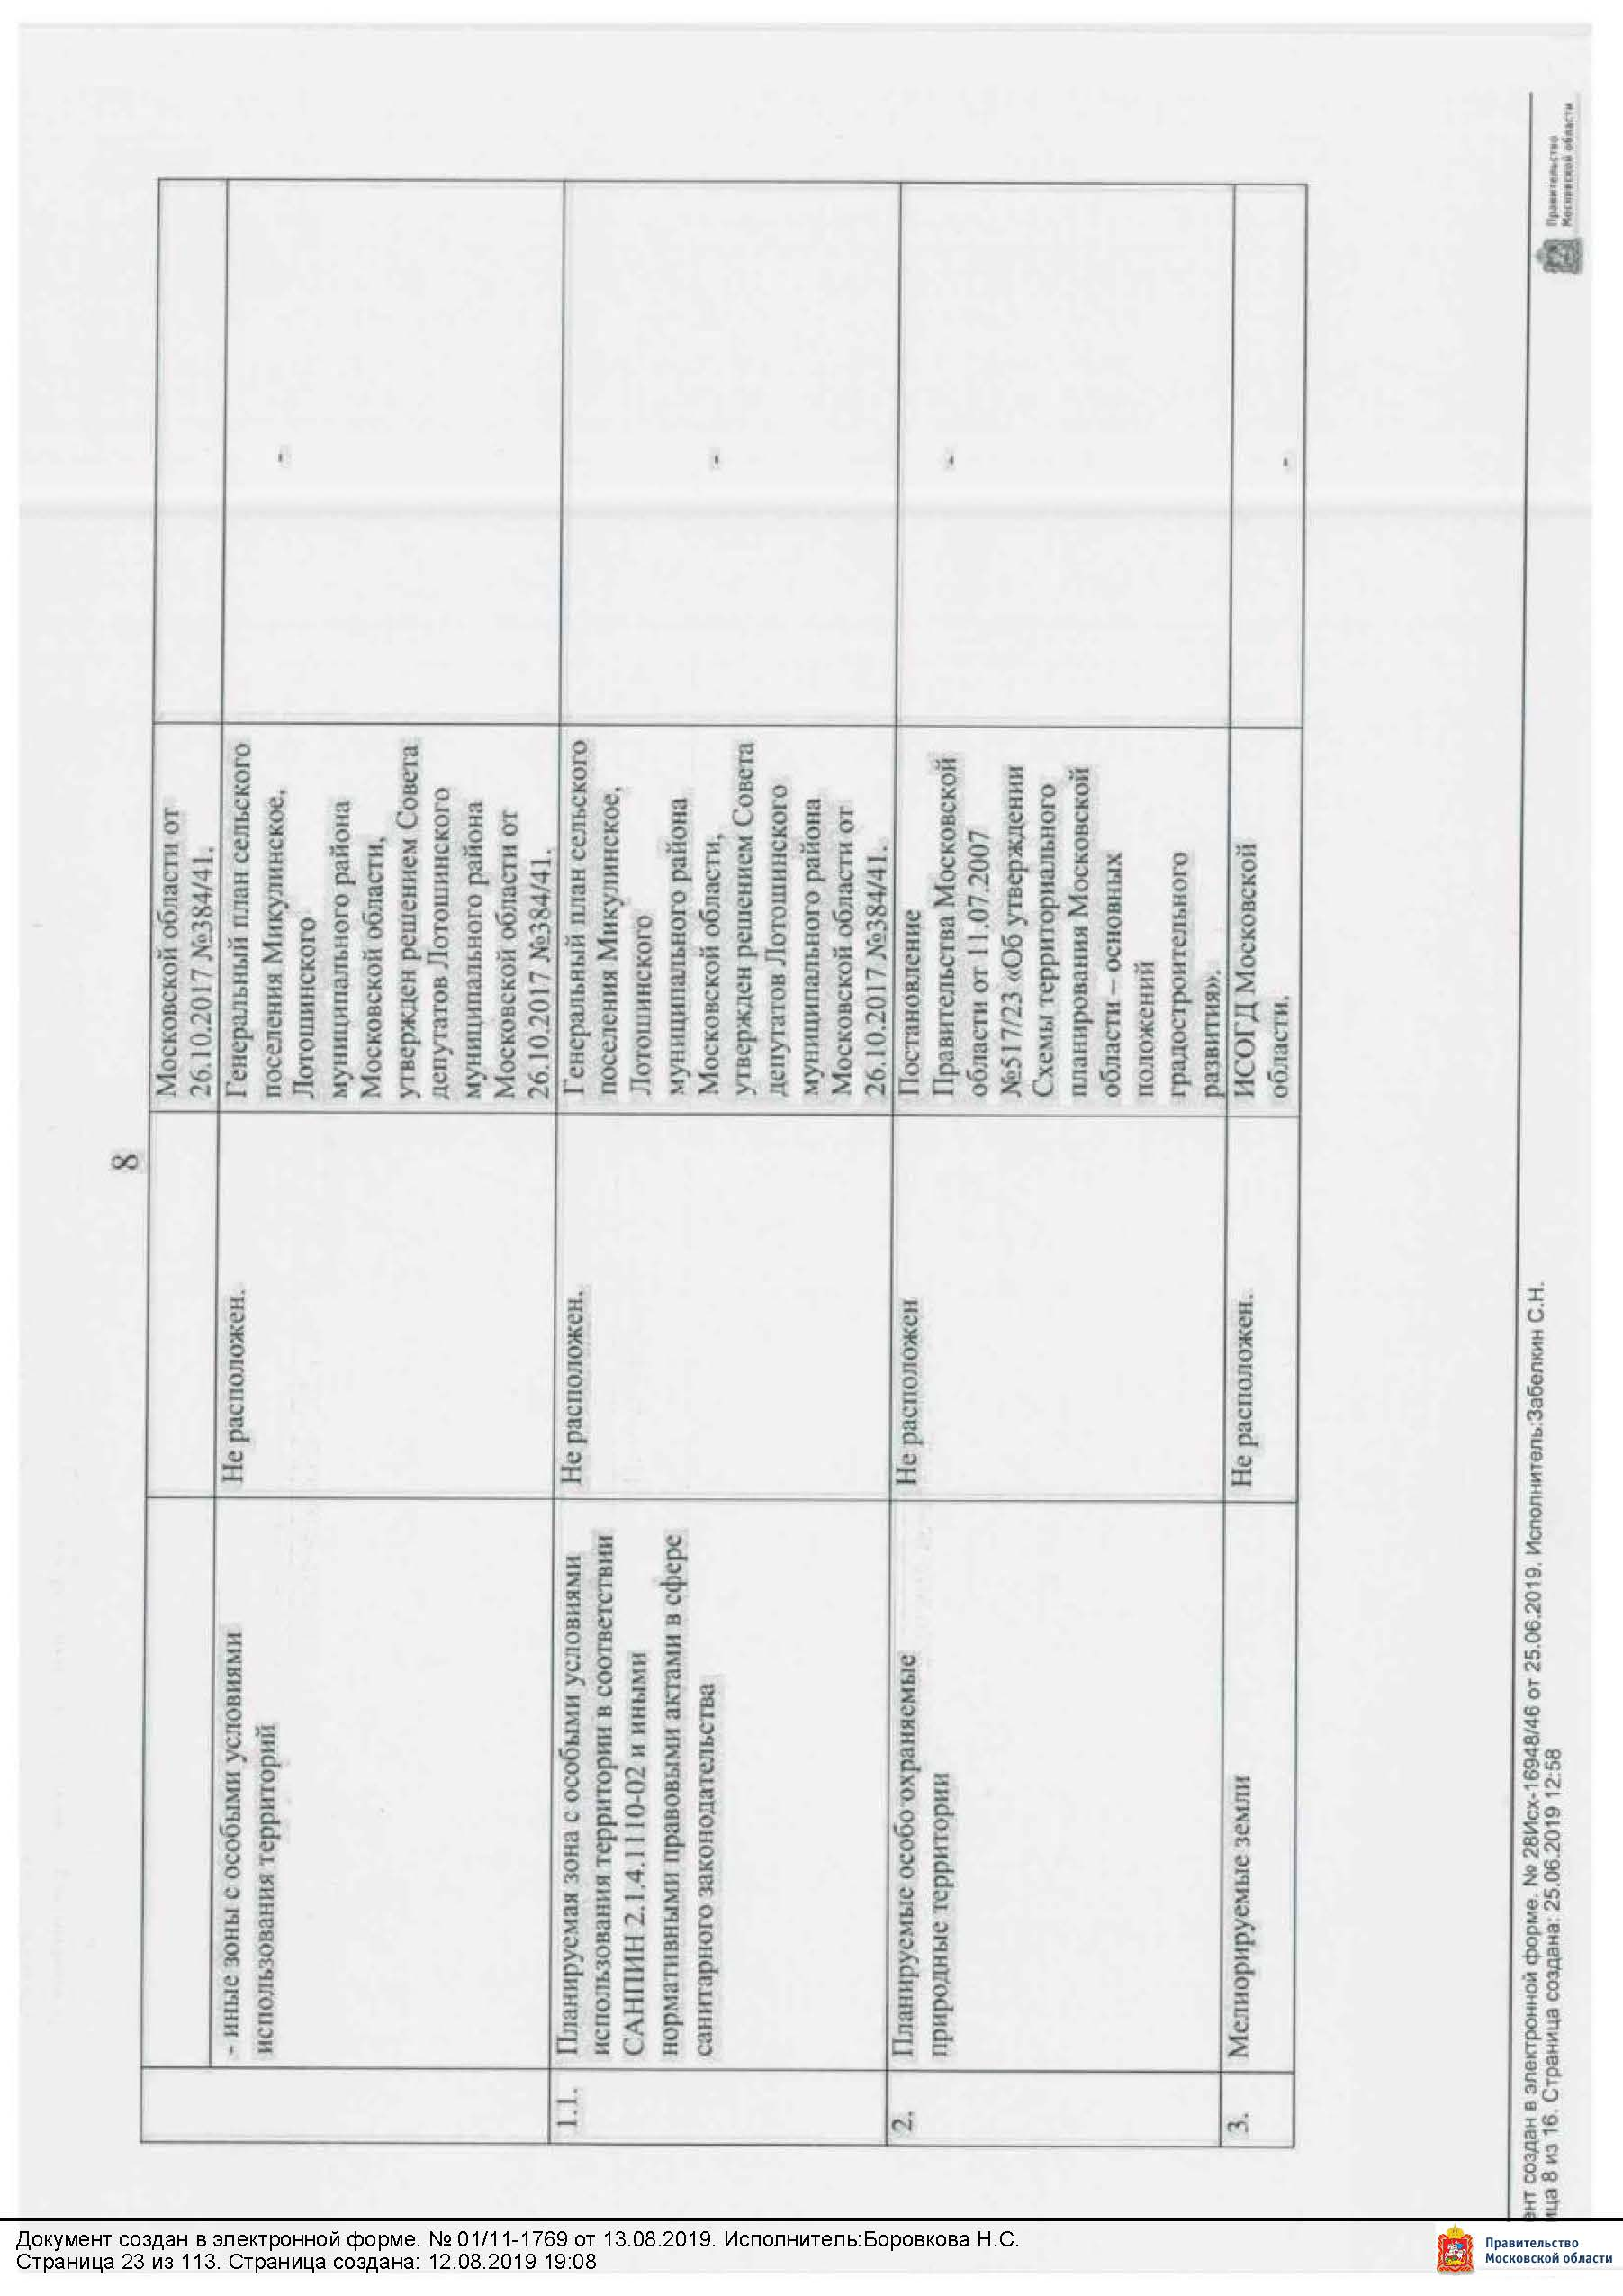 8
Московской области от
26.10.2017 №384/41.
- иные зоны с особыми условиями
использования территорий
Не расположен.
Генеральный план сельского
поселения Микулинское,
Лотошинского
муниципального района
Московской области,
утвержден решением Совета
депутатов Лотошинского
муниципального района
Московской области от
26.10.2017 №384/41.
-
1.1.
Планируемая зона с особыми условиями
использования территории в соответствии
САНПИН 2.1.4.1110-02 и иными
нормативными правовыми актами в сфере
санитарного законодательства
Не расположен.
Генеральный план сельского
поселения Микулинское,
Лотошинского
муниципального района
Московской области,
утвержден решением Совета
депутатов Лотошинского
муниципального района
Московской области от
26.10.2017 №384/41.
-
2.
Планируемые особо охраняемые
природные территории
Не расположен
Постановление
Правительства Московской
области от 11.07.2007
№517/23 «Об утверждении
Схемы территориального
планирования Московской
области – основных
положений
градостроительного
развития».
-
3.
Мелиорируемые земли
Не расположен.
ИСОГД Московской
области.
-
ент создан в электронной форме. № 28Исх-16948/46 от 25.06.2019. Исполнитель:Забелкин С.Н.
ица 8 из 16. Страница создана: 25.06.2019 12:58
Правительство
Московской области
Документ создан в электронной форме. № 01/11-1769 от 13.08.2019. Исполнитель:Боровкова Н.С.
Страница 23 из 113. Страница создана: 12.08.2019 19:08
Правительство
Московской области